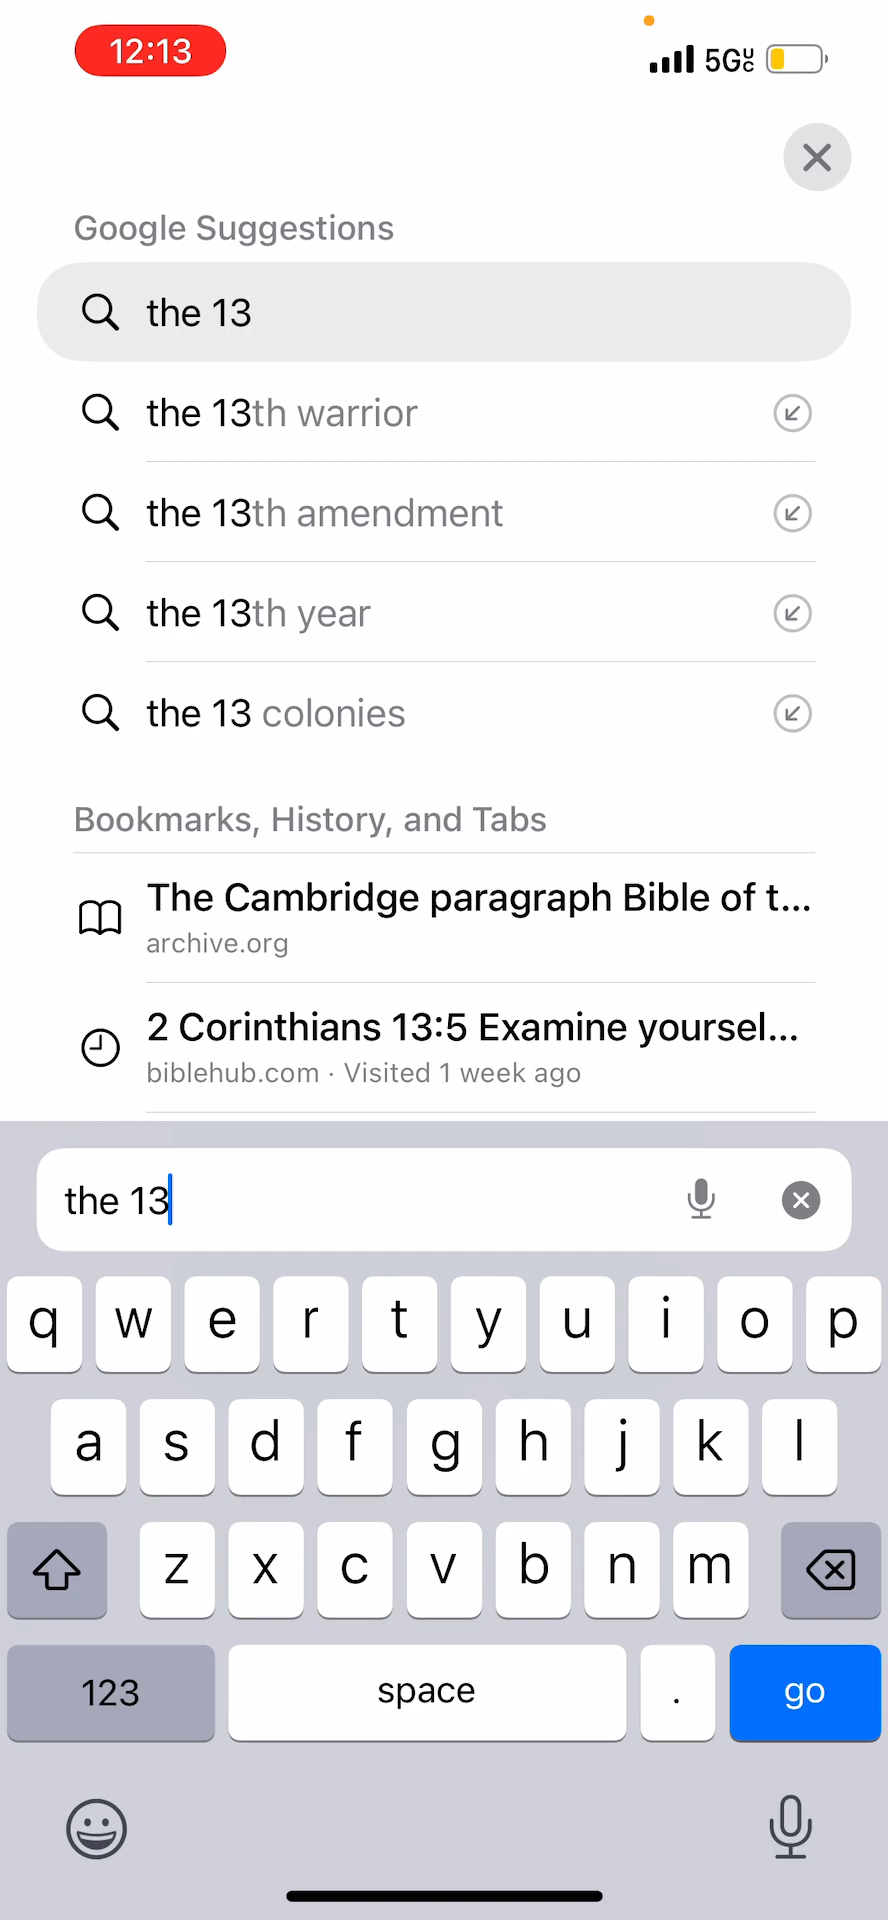 12:13
5GUC
Google Suggestions
the 13
the 13th warrior
the 13th amendment
the 13th year
the 13 colonies
Bookmarks, History, and Tabs
The Cambridge paragraph Bible of t...
archive.org
2 Corinthians 13:5 Examine yoursel...
biblehub.com · Visited 1 week ago
the 13
q w e r t y u i o p
a s d f g h j k l
z x c v b n m
123 space . go